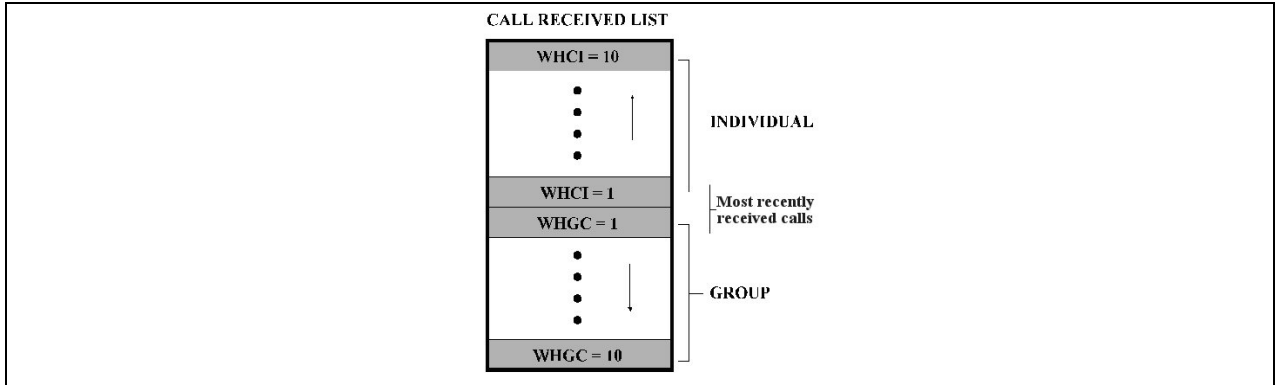 CALL RECEIVED LIST
WHCI = 10
INDIVIDUAL
WHCI = 1
Most recently
received calls
WHGC = 1
GROUP
WHGC = 10